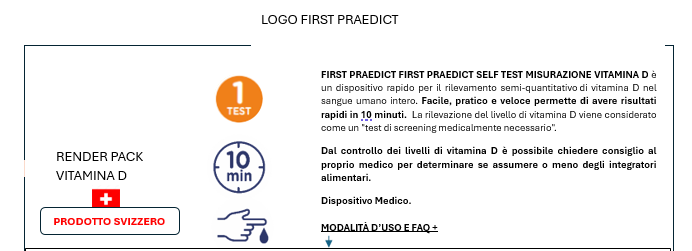 LOGO FIRST PRAEDICT
1
TEST
10
min
RENDER PACK
VITAMINA D
PRODOTTO SVIZZERO
FIRST PRAEDICT FIRST PRAEDICT SELF TEST MISURAZIONE VITAMINA D è
un dispositivo rapido per il rilevamento semi-quantitativo di vitamina D nel
sangue umano intero. Facile, pratico e veloce permette di avere risultati
rapidi in 10 minuti. La rilevazione del livello di vitamina D viene considerato
come un "test di screening medicalmente necessario".
Dal controllo dei livelli di vitamina D è possibile chiedere consiglio al
proprio medico per determinare se assumere o meno degli integratori
alimentari.
Dispositivo Medico.
MODALITÀ D'USO E FAQ +